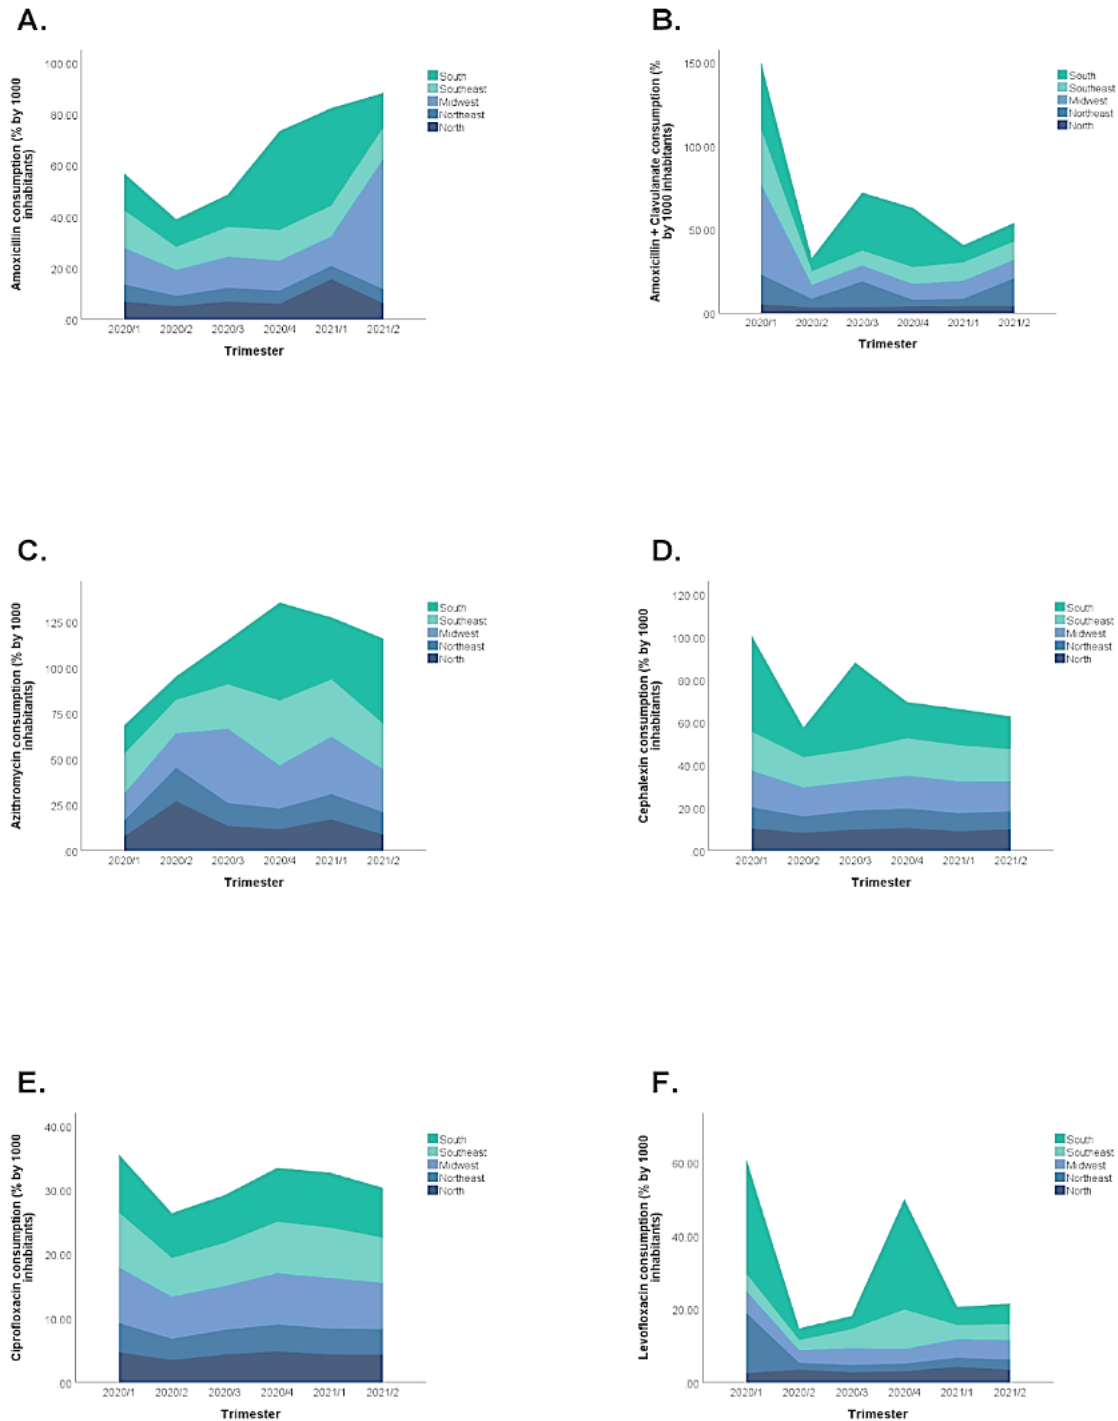 A.
Amoxicillin consumption (% by 1000
inhabitants)
100.00
80.00
60.00
40.00
20.00
.00
2020/1 2020/2 2020/3 2020/4 2021/1 2021/2
Trimester
South
Southeast
Midwest
Northeast
North
B.
Amoxicillin + Clavulanate consumption (%
by 1000 inhabitants)
150.00
100.00
50.00
.00
2020/1 2020/2 2020/3 2020/4 2021/1 2021/2
Trimester
South
Southeast
Midwest
Northeast
North
C.
Azithromycin consumption (% by 1000
inhabitants)
125.00
100.00
75.00
50.00
25.00
.00
2020/1 2020/2 2020/3 2020/4 2021/1 2021/2
Trimester
South
Southeast
Midwest
Northeast
North
D.
Cephalexin consumption (% by 1000
inhabitants)
120.00
100.00
80.00
60.00
40.00
20.00
.00
2020/1 2020/2 2020/3 2020/4 2021/1 2021/2
Trimester
South
Southeast
Midwest
Northeast
North
E.
Ciprofloxacin consumption (% by 1000
inhabitants)
40.00
30.00
20.00
10.00
.00
2020/1 2020/2 2020/3 2020/4 2021/1 2021/2
Trimester
South
Southeast
Midwest
Northeast
North
F.
Levofloxacin consumption (% by 1000
inhabitants)
60.00
40.00
20.00
.00
2020/1 2020/2 2020/3 2020/4 2021/1 2021/2
Trimester
South
Southeast
Midwest
Northeast
North